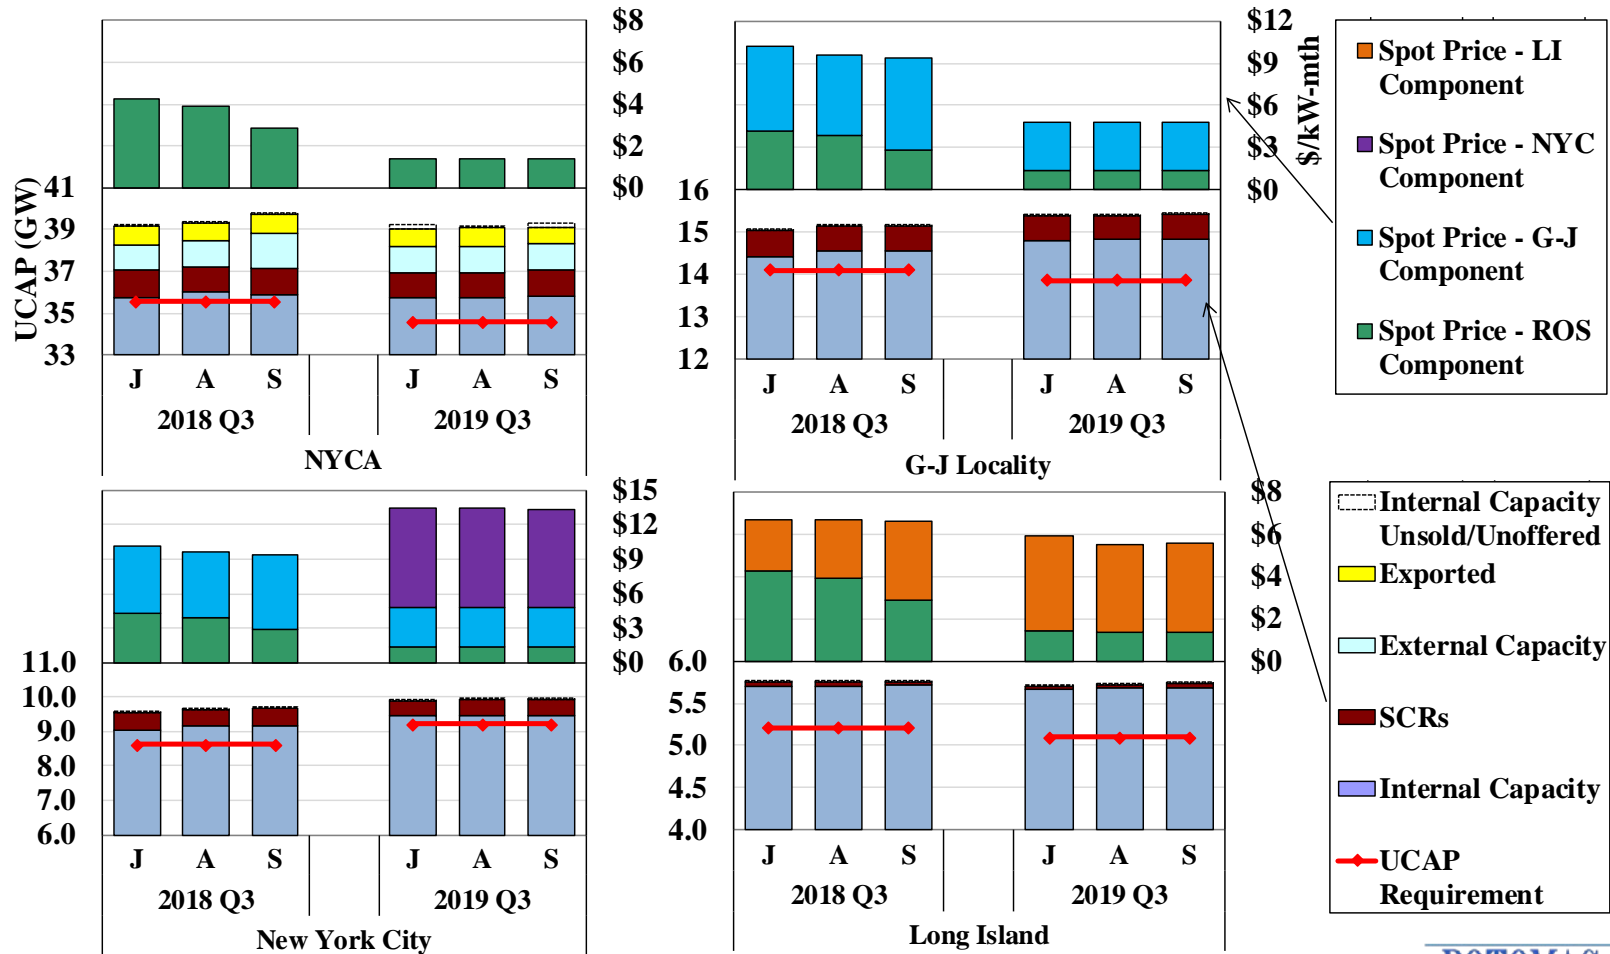 $8
$6
$4
$2
$0
UCAP (GW)
41
39
37
35
33
J A S J A S
2018 Q3 2019 Q3
NYCA
$12
$9
$6
$3
$0
$/kW-mth
16
15
14
13
12
J A S J A S
2018 Q3 2019 Q3
G-J Locality
Spot Price - LI
Component
Spot Price - NYC
Component
Spot Price - G-J
Component
Spot Price - ROS
Component
$15
$12
$9
$6
$3
$0
11.0
10.0
9.0
8.0
7.0
6.0
J A S J A S
2018 Q3 2019 Q3
New York City
$8
$6
$4
$2
$0
6.0
5.5
5.0
4.5
4.0
J A S J A S
2018 Q3 2019 Q3
Long Island
Internal Capacity
Unsold/Unoffered
Exported
External Capacity
SCRs
Internal Capacity
UCAP
Requirement